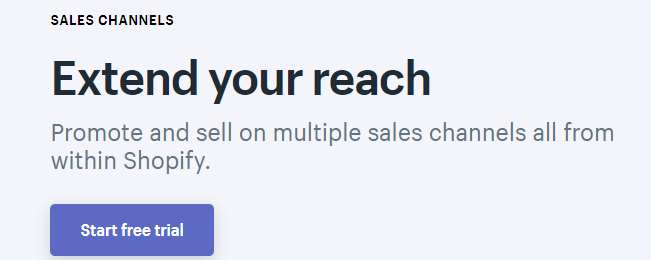 SALES CHANNELS
Extend your reach
Promote and sell on multiple sales channels all from
within Shopify.
Start free trial